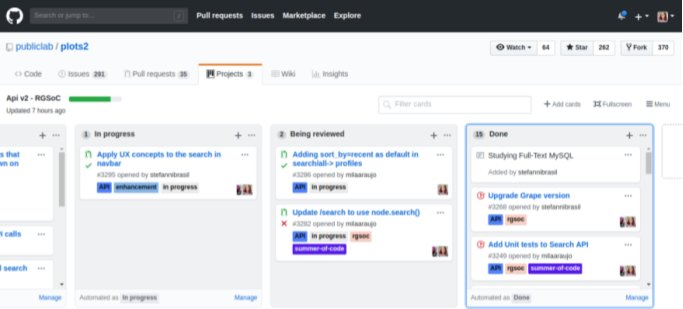 Search or jump to... /
Pull requests Issues Marketplace Explore
publiclab / plots2
Watch 64 Star 262 Fork 370
Code Issues 291 Pull requests 35 Projects 3 Wiki Insights
Api v2 - RGSoC
Updated 7 hours ago
Filter cards
Add cards Fullscreen Menu
s that
wn on
t calls
l search
Manage
1 In progress
Apply UX concepts to the search in
navbar
#3295 opened by stefannibrasil
API enhancement in progress
Automated as In progress Manage
2 Being reviewed
Adding sort_by=recent as default in
search/all-> profiles
#3286 opened by milaaraujo
API in progress
Update /search to use node.search()
#3282 opened by milaaraujo
API in progress rgsoc
summer-of-code
15 Done
Studying Full-Text MySQL
Added by stefannibrasil
Upgrade Grape version
#3268 opened by stefannibrasil
API rgsoc
Add Unit tests to Search API
#3249 opened by milaaraujo
API rgsoc summer-of-code
Automated as Done Manage